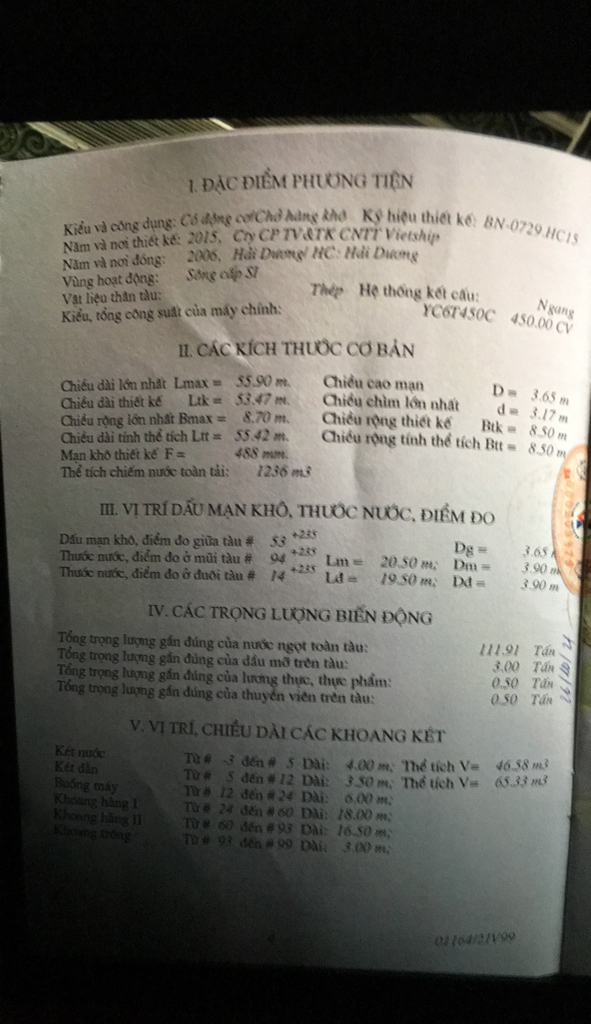 I. ĐẶC ĐIỂM PHƯƠNG TIỆN
Kiểu và công dụng: Có động cơ/Chở hàng khô Ký hiệu thiết kế: BN-0729.HC15
Năm và nơi thiết kế: 2015, Cty CP TV&TK CNTT Vietship
Năm và nơi đóng: 2006, Hải Dương/ HC: Hải Dương
Vùng hoạt động: Sông cấp SI
Vật liệu thân tàu: Thép Hệ thống kết cấu: Ngang
Kiểu, tổng công suất của máy chính: YC6T450C 450.00 CV
II. CÁC KÍCH THƯỚC CƠ BẢN
Chiều dài lớn nhất Lmax = 55.90 m. Chiều cao mạn D = 3.65 m
Chiều dài thiết kế Ltk = 53.47 m. Chiều chìm lớn nhất d = 3.17 m
Chiều rộng lớn nhất Bmax = 8.70 m. Chiều rộng thiết kế Btk = 8.50 m
Chiều dài tính thể tích Ltt = 55.42 m. Chiều rộng tính thể tích Btt = 8.50 m
Mạn khô thiết kế F = 488 mm.
Thể tích chiếm nước toàn tải: 1236 m3
III. VỊ TRÍ DẤU MẠN KHÔ, THƯỚC NƯỚC, ĐIỂM ĐO
Dấu mạn khô, điểm đo giữa tàu # 53 +235 Dg = 3.65
Thước nước, điểm đo ở mũi tàu # 94 +235 Lm = 20.50 m; Dm = 3.90 m
Thước nước, điểm đo ở đuôi tàu # 14 +235 Lđ = 19.50 m; Dđ = 3.90 m
IV. CÁC TRỌNG LƯỢNG BIẾN ĐỘNG
Tổng trọng lượng gần đúng của nước ngọt toàn tàu: 111.91 Tấn
Tổng trọng lượng gần đúng của dầu mỡ trên tàu: 3.00 Tấn
Tổng trọng lượng gần đúng của lương thực, thực phẩm: 0.50 Tấn
Tổng trọng lượng gần đúng của thuyền viên trên tàu: 0.50 Tấn
V. VỊ TRÍ, CHIỀU DÀI CÁC KHOANG KÉT
Két nước Từ # -3 đến # 5 Dài: 4.00 m; Thể tích V= 46.58 m3
Két dằn Từ # 5 đến # 12 Dài: 3.50 m; Thể tích V= 65.33 m3
Buồng máy Từ # 12 đến # 24 Dài: 6.00 m;
Khoang hàng I Từ # 24 đến # 60 Dài: 18.00 m;
Khoang hàng II Từ # 60 đến # 93 Dài: 16.50 m;
Khoang trống Từ # 93 đến # 99 Dài: 3.00 m;
4
01164/21V99